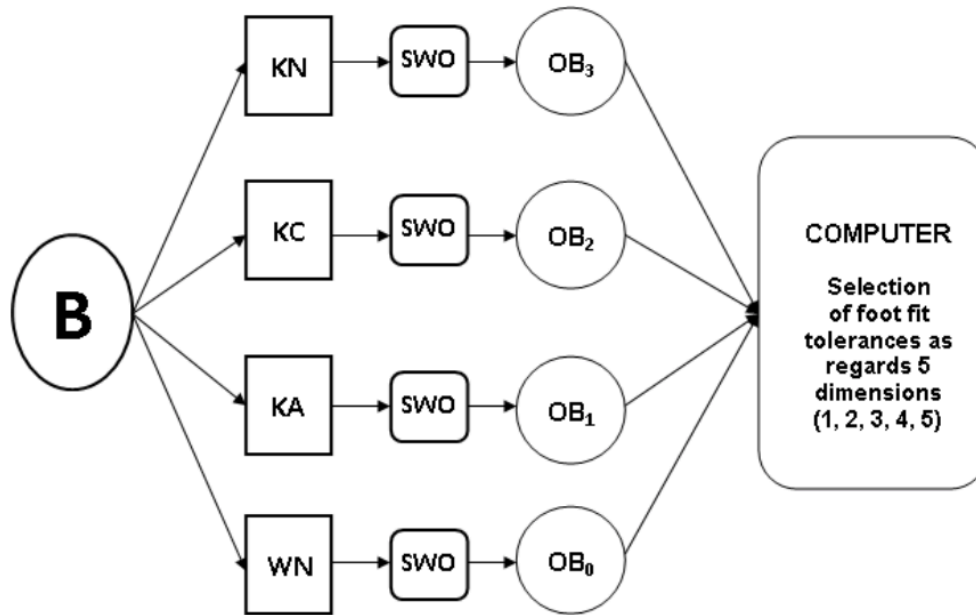 KN
SWO
OB₃
KC
SWO
OB₂
B
KA
SWO
OB₁
WN
SWO
OB₀
COMPUTER
Selection
of foot fit
tolerances as
regards 5
dimensions
(1, 2, 3, 4, 5)